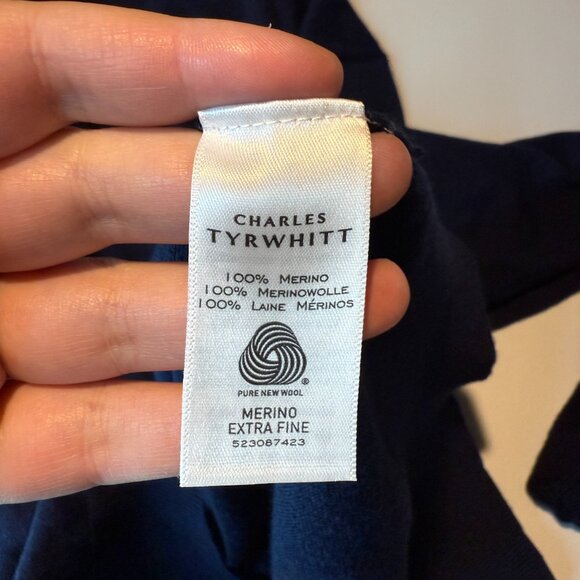 CHARLES
TYRWHITT
100% MERINO
100% MERINOWOLLE
100% LAINE MÉRINOS
®
PURE NEW WOOL
MERINO
EXTRA FINE
523087423